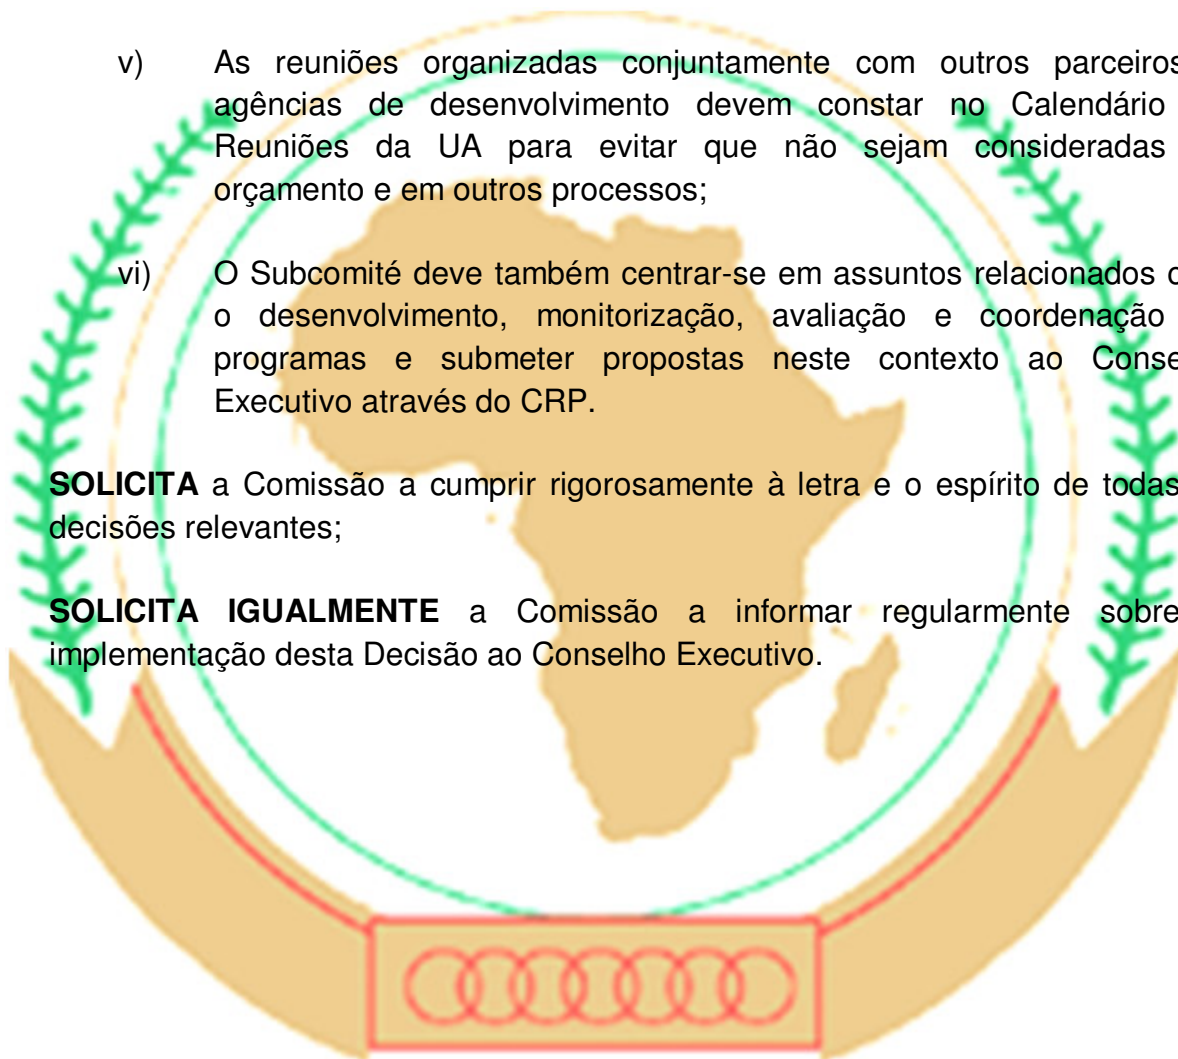 v) As reuniões organizadas conjuntamente com outros parceiros
agências de desenvolvimento devem constar no Calendário
Reuniões da UA para evitar que não sejam consideradas
orçamento e em outros processos;
vi) O Subcomité deve também centrar-se em assuntos relacionados
o desenvolvimento, monitorização, avaliação e coordenação
programas e submeter propostas neste contexto ao
Executivo através do CRP.
SOLICITA a Comissão a cumprir rigorosamente à letra e o espírito de todas
decisões relevantes;
SOLICITA IGUALMENTE a Comissão a informar regularmente sobre
implementação desta Decisão ao Conselho Executivo.